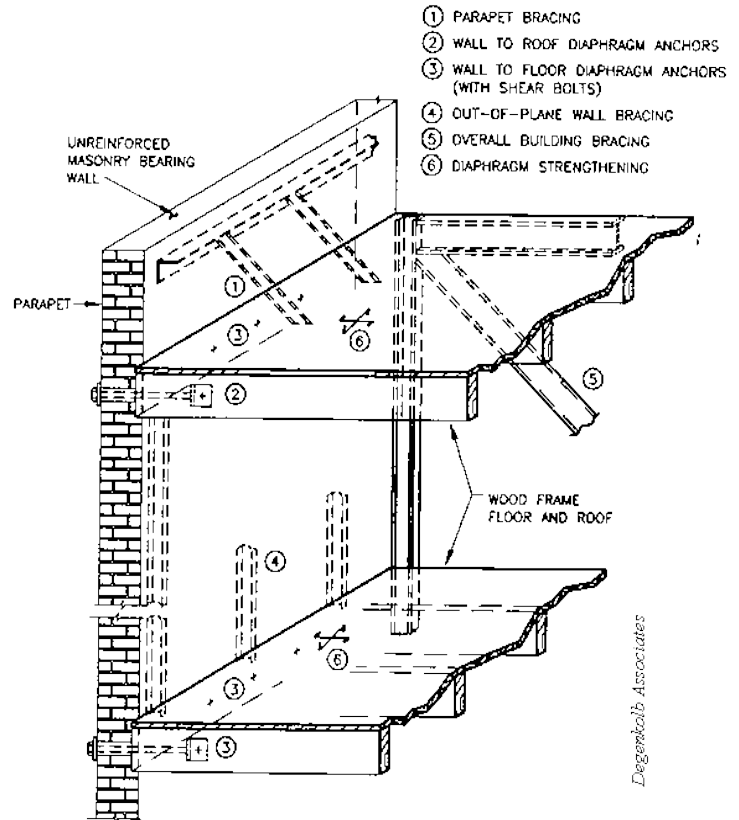 ① PARAPET BRACING
② WALL TO ROOF DIAPHRAGM ANCHORS
③ WALL TO FLOOR DIAPHRAGM ANCHORS
(WITH SHEAR BOLTS)
④ OUT-OF-PLANE WALL BRACING
⑤ OVERALL BUILDING BRACING
⑥ DIAPHRAGM STRENGTHENING
UNREINFORCED
MASONRY BEARING
WALL
PARAPET
①
③
⑥
②
⑤
WOOD FRAME
FLOOR AND ROOF
④
⑥
③
③
Degenkolb Associates